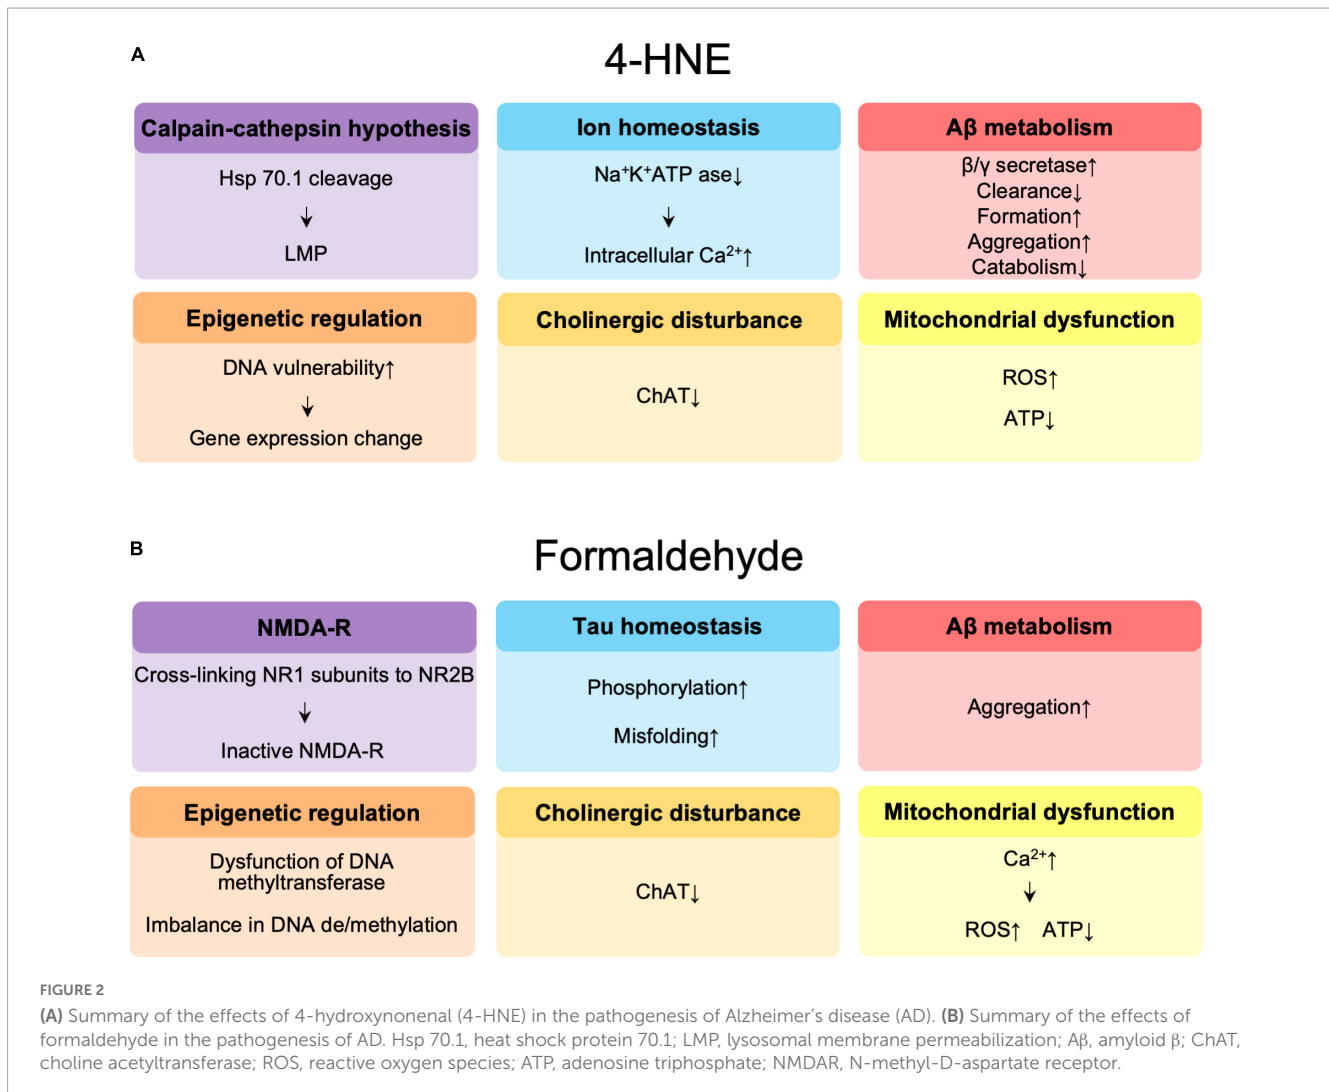 A
4-HNE
Calpain-cathepsin hypothesis
Hsp 70.1 cleavage
↓
LMP
Ion homeostasis
Na⁺K⁺ATP ase↓
↓
Intracellular Ca²⁺↑
Aβ metabolism
β/γ secretase↑
Clearance↓
Formation↑
Aggregation↑
Catabolism↓
Epigenetic regulation
DNA vulnerability↑
↓
Gene expression change
Cholinergic disturbance
ChAT↓
Mitochondrial dysfunction
ROS↑
ATP↓
B
Formaldehyde
NMDA-R
Cross-linking NR1 subunits to NR2B
↓
Inactive NMDA-R
Tau homeostasis
Phosphorylation↑
Misfolding↑
Aβ metabolism
Aggregation↑
Epigenetic regulation
Dysfunction of DNA
methyltransferase
Imbalance in DNA de/methylation
Cholinergic disturbance
ChAT↓
Mitochondrial dysfunction
Ca²⁺↑
↓
ROS↑ ATP↓
FIGURE 2
(A) Summary of the effects of 4-hydroxynonenal (4-HNE) in the pathogenesis of Alzheimer's disease (AD). (B) Summary of the effects of
formaldehyde in the pathogenesis of AD. Hsp 70.1, heat shock protein 70.1; LMP, lysosomal membrane permeabilization; Aβ, amyloid β; ChAT,
choline acetyltransferase; ROS, reactive oxygen species; ATP, adenosine triphosphate; NMDAR, N-methyl-D-aspartate receptor.